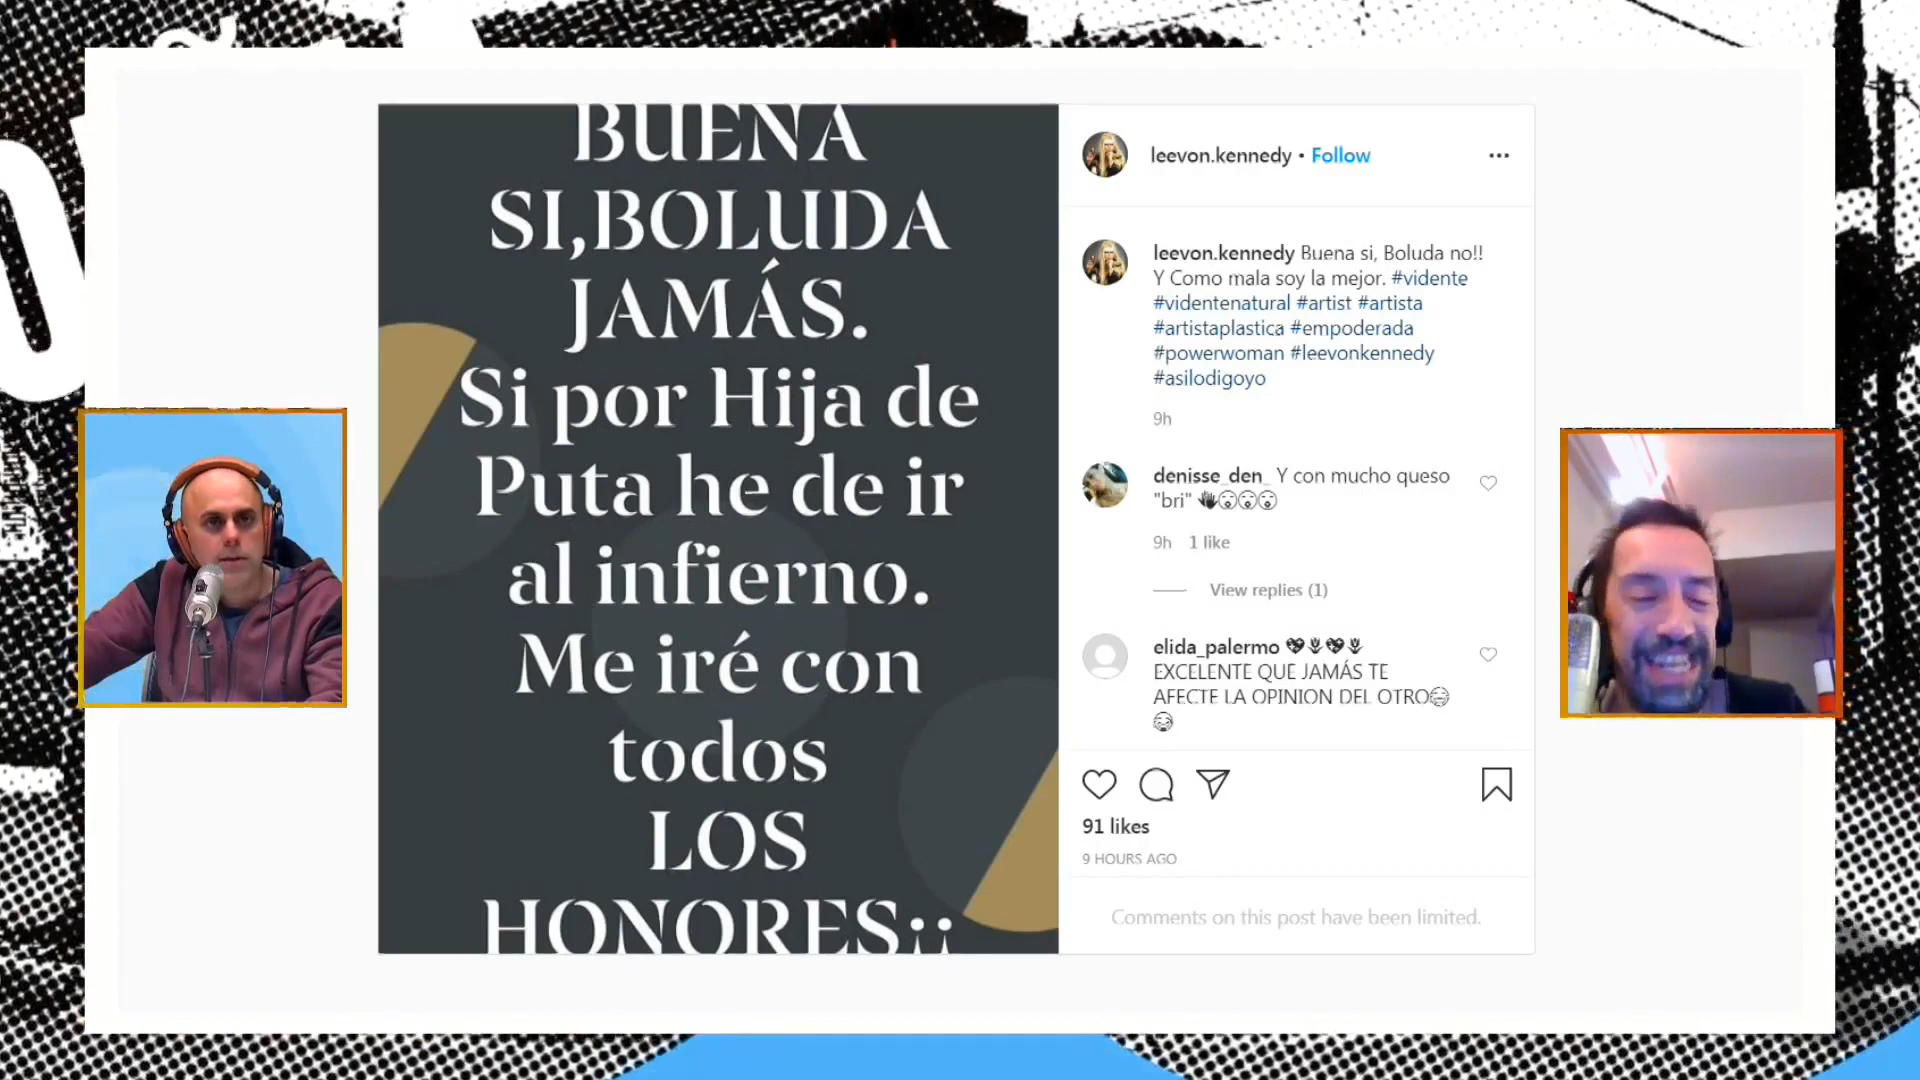 BUENA
SI,BOLUDA
JAMÁS.
Si por Hija de
Puta he de ir
al infierno.
Me iré con
todos
LOS
HONORES¡¡
leevon.kennedy • Follow
leevon.kennedy Buena si, Boluda no!!
Y Como mala soy la mejor. #vidente
#videntenatural #artist #artista
#artistaplastica #empoderada
#powerwoman #leevonkennedy
#asilodigoyo
9h
denisse_den_ Y con mucho queso
"bri" 👋😮😮😮
9h 1 like
View replies (1)
elida_palermo 💝🌷💝🌷
EXCELENTE QUE JAMÁS TE
AFECTE LA OPINION DEL OTRO😂
😂
91 likes
9 HOURS AGO
Comments on this post have been limited.